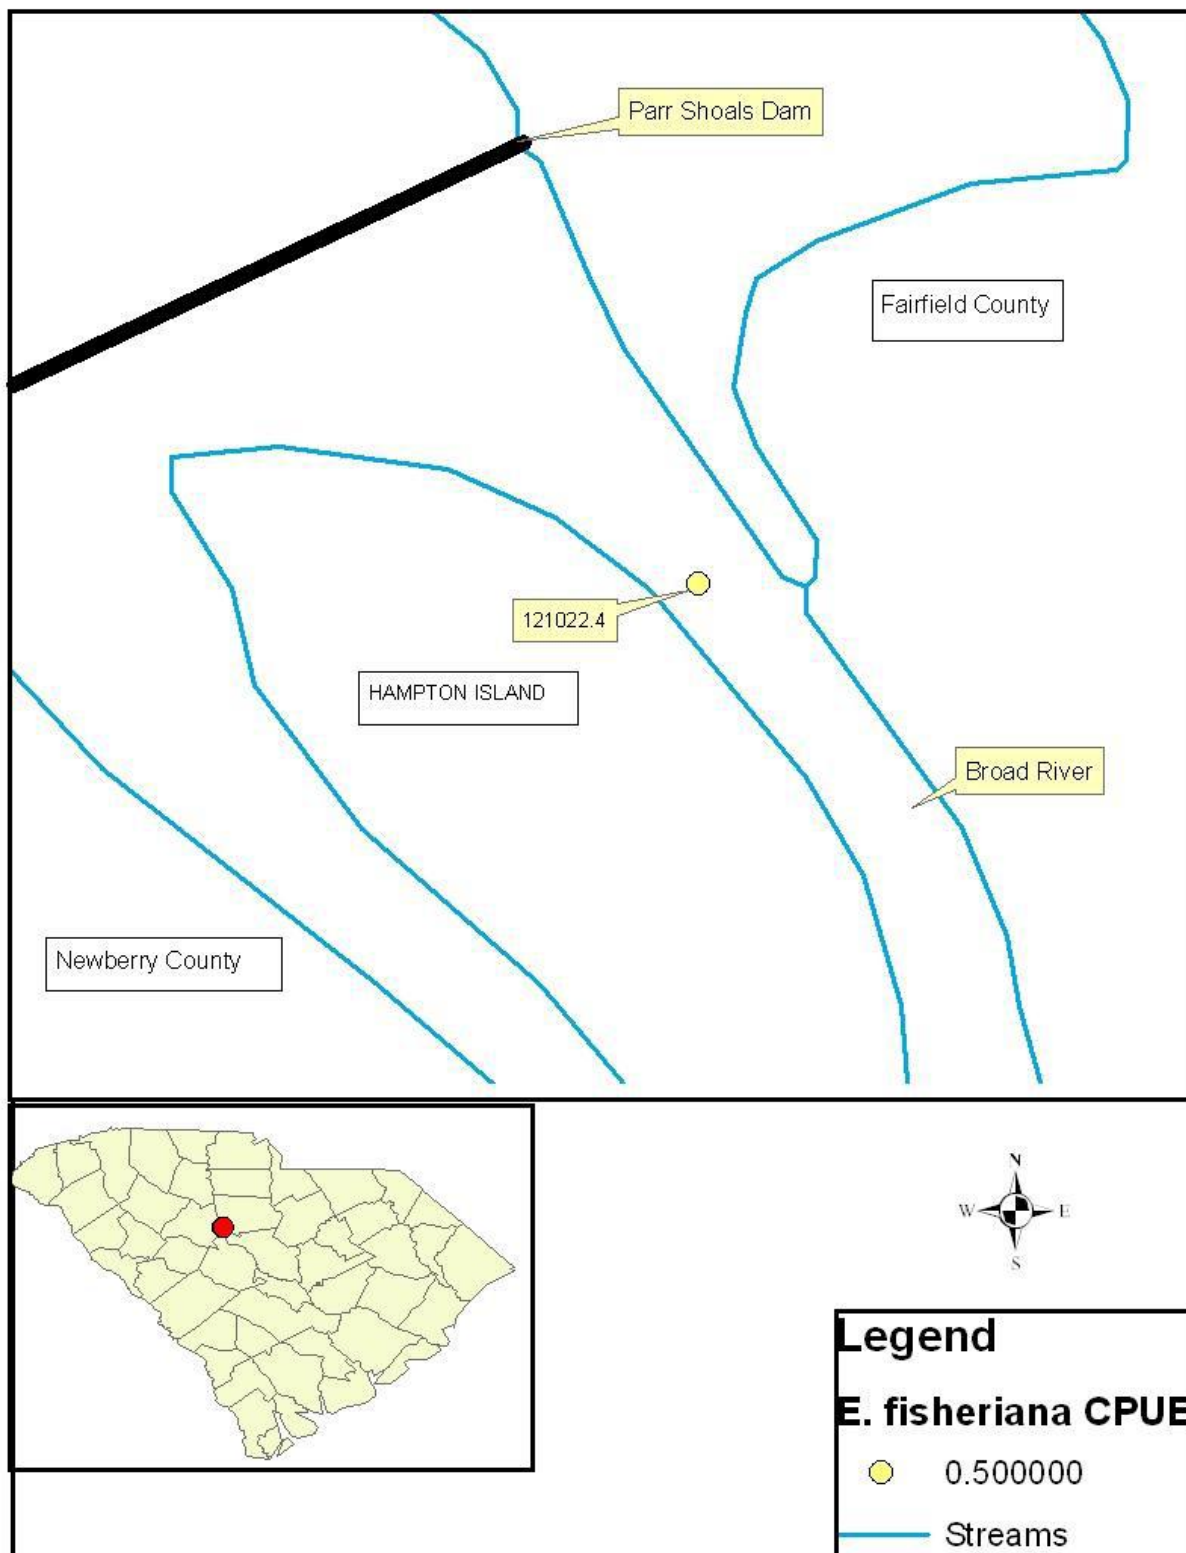 Parr Shoals Dam
Fairfield County
121022.4
HAMPTON ISLAND
Broad River
Newberry County
N
W E
S
Legend
E. fisheriana CPUE
0.500000
Streams